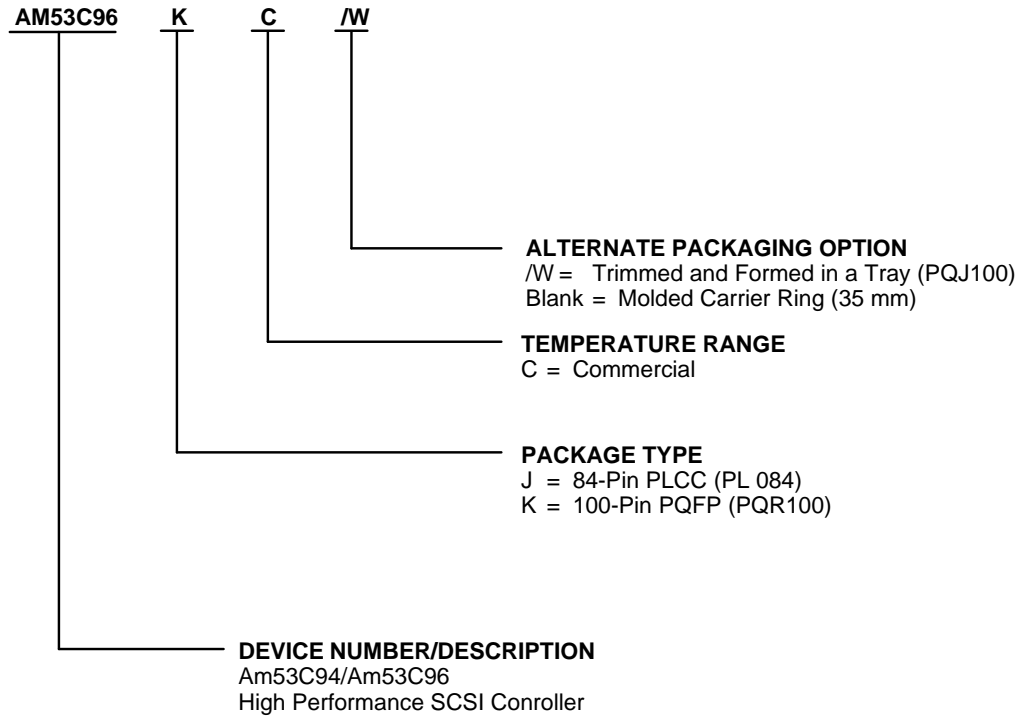 AM53C96 K C /W
ALTERNATE PACKAGING OPTION
/W = Trimmed and Formed in a Tray (PQJ100)
Blank = Molded Carrier Ring (35 mm)
TEMPERATURE RANGE
C = Commercial
PACKAGE TYPE
J = 84-Pin PLCC (PL 084)
K = 100-Pin PQFP (PQR100)
DEVICE NUMBER/DESCRIPTION
Am53C94/Am53C96
High Performance SCSI Conroller